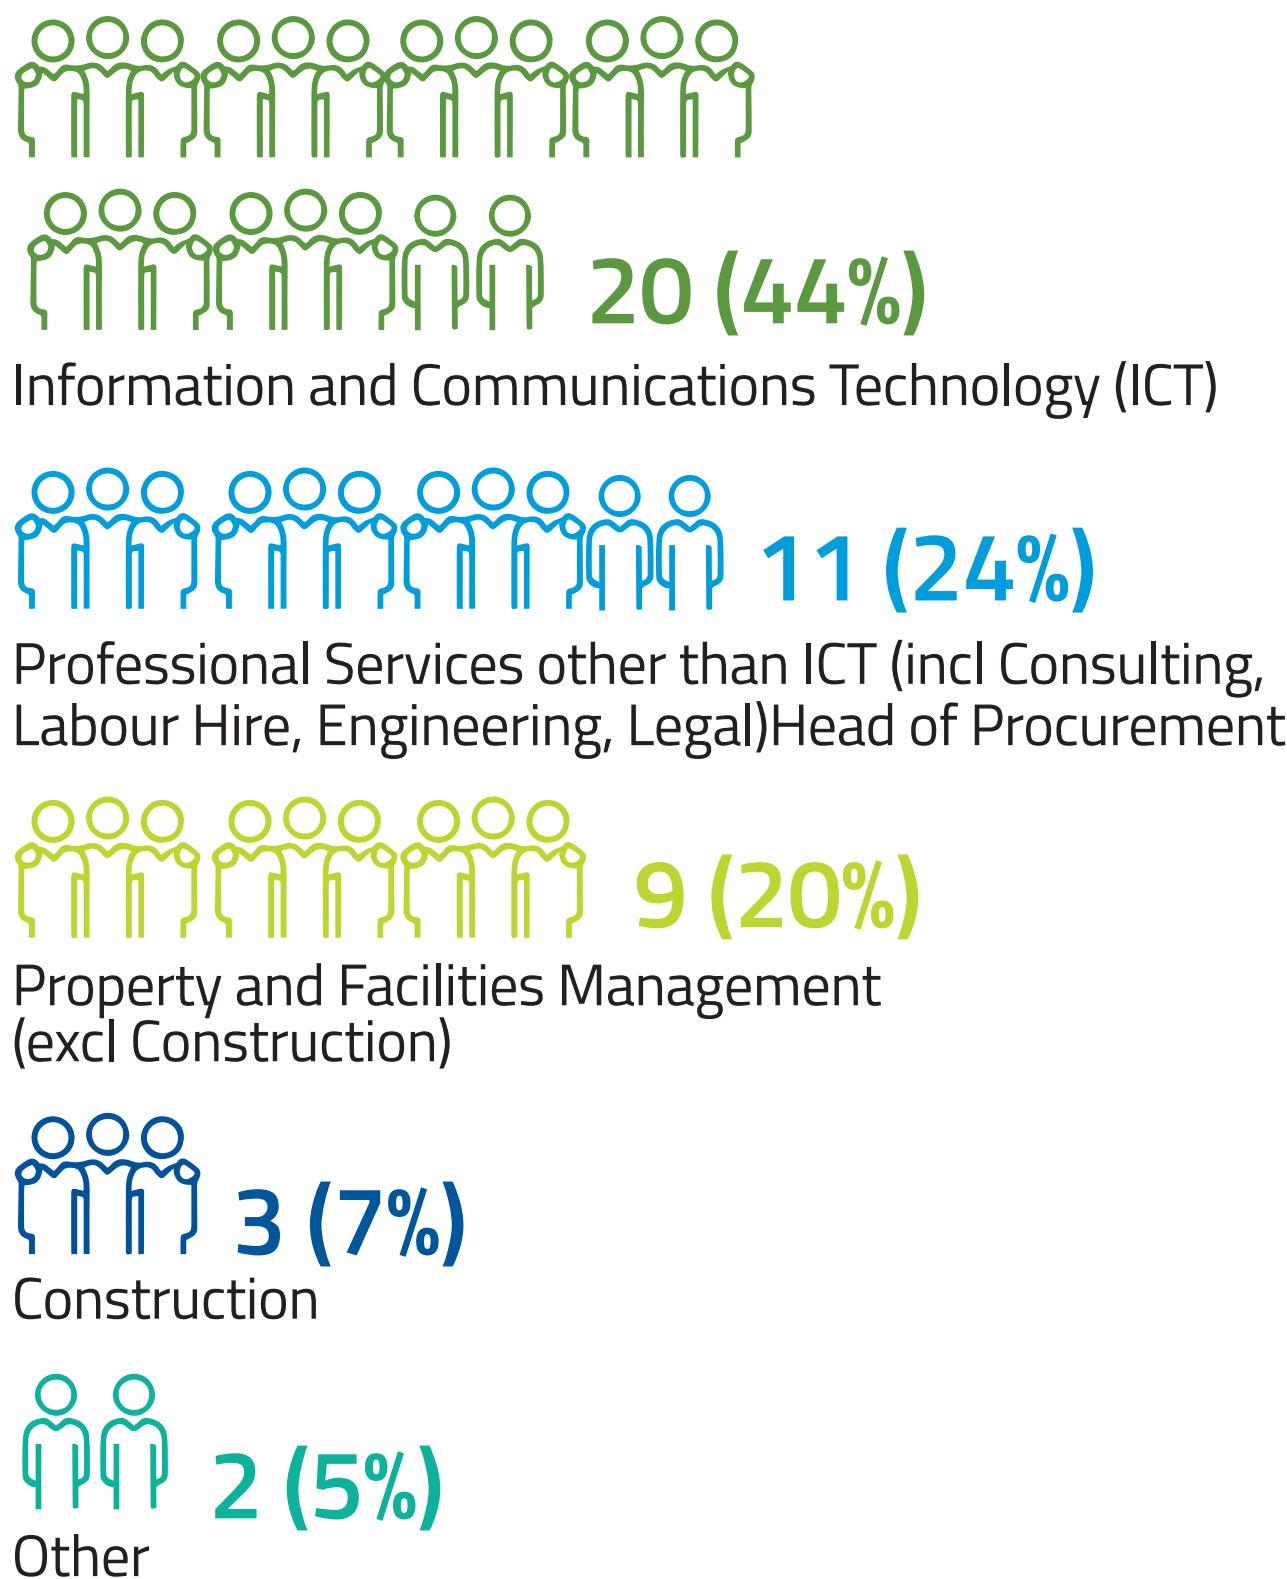 20 (44%)
Information and Communications Technology (ICT)
11 (24%)
Professional Services other than ICT (incl Consulting,
Labour Hire, Engineering, Legal)Head of Procurement
9 (20%)
Property and Facilities Management
(excl Construction)
3 (7%)
Construction
2 (5%)
Other